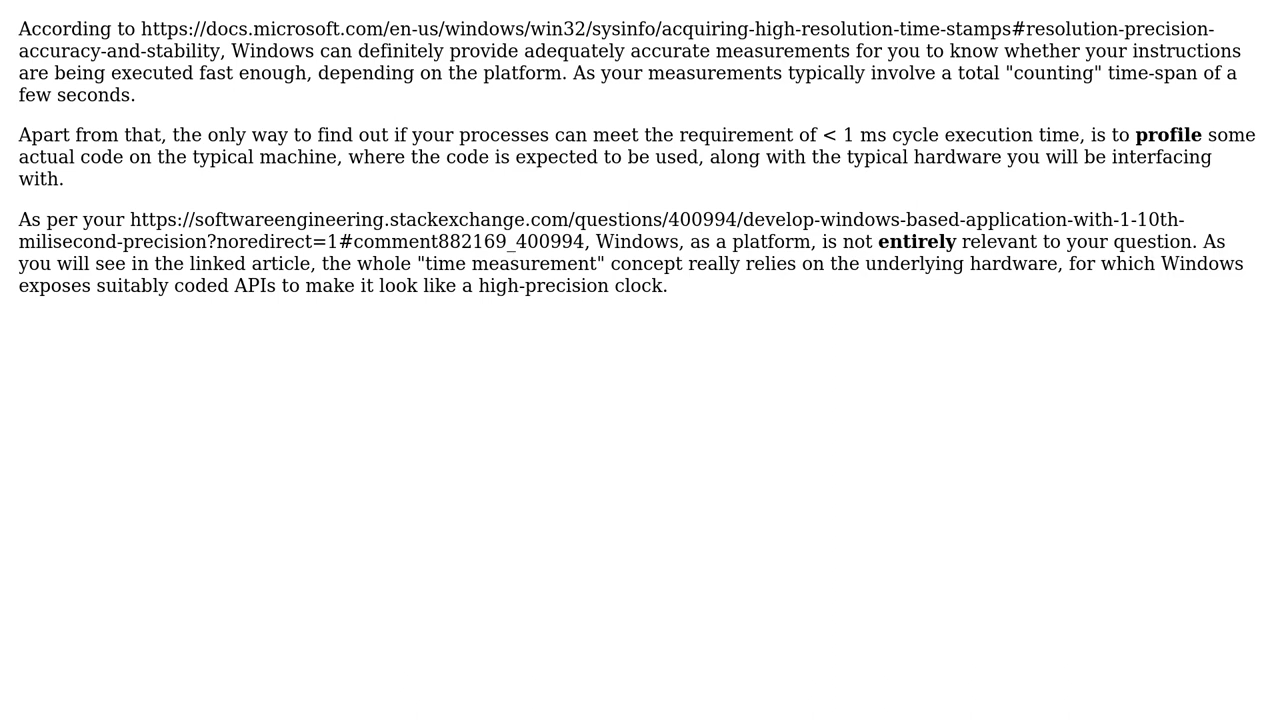 According to https://docs.microsoft.com/en-us/windows/win32/sysinfo/acquiring-high-resolution-time-stamps#resolution-precision-
accuracy-and-stability, Windows can definitely provide adequately accurate measurements for you to know whether your instructions
are being executed fast enough, depending on the platform. As your measurements typically involve a total "counting" time-span of a
few seconds.
Apart from that, the only way to find out if your processes can meet the requirement of < 1 ms cycle execution time, is to profile some
actual code on the typical machine, where the code is expected to be used, along with the typical hardware you will be interfacing
with.
As per your https://softwareengineering.stackexchange.com/questions/400994/develop-windows-based-application-with-1-10th-
milisecond-precision?noredirect=1#comment882169_400994, Windows, as a platform, is not entirely relevant to your question. As
you will see in the linked article, the whole "time measurement" concept really relies on the underlying hardware, for which Windows
exposes suitably coded APIs to make it look like a high-precision clock.